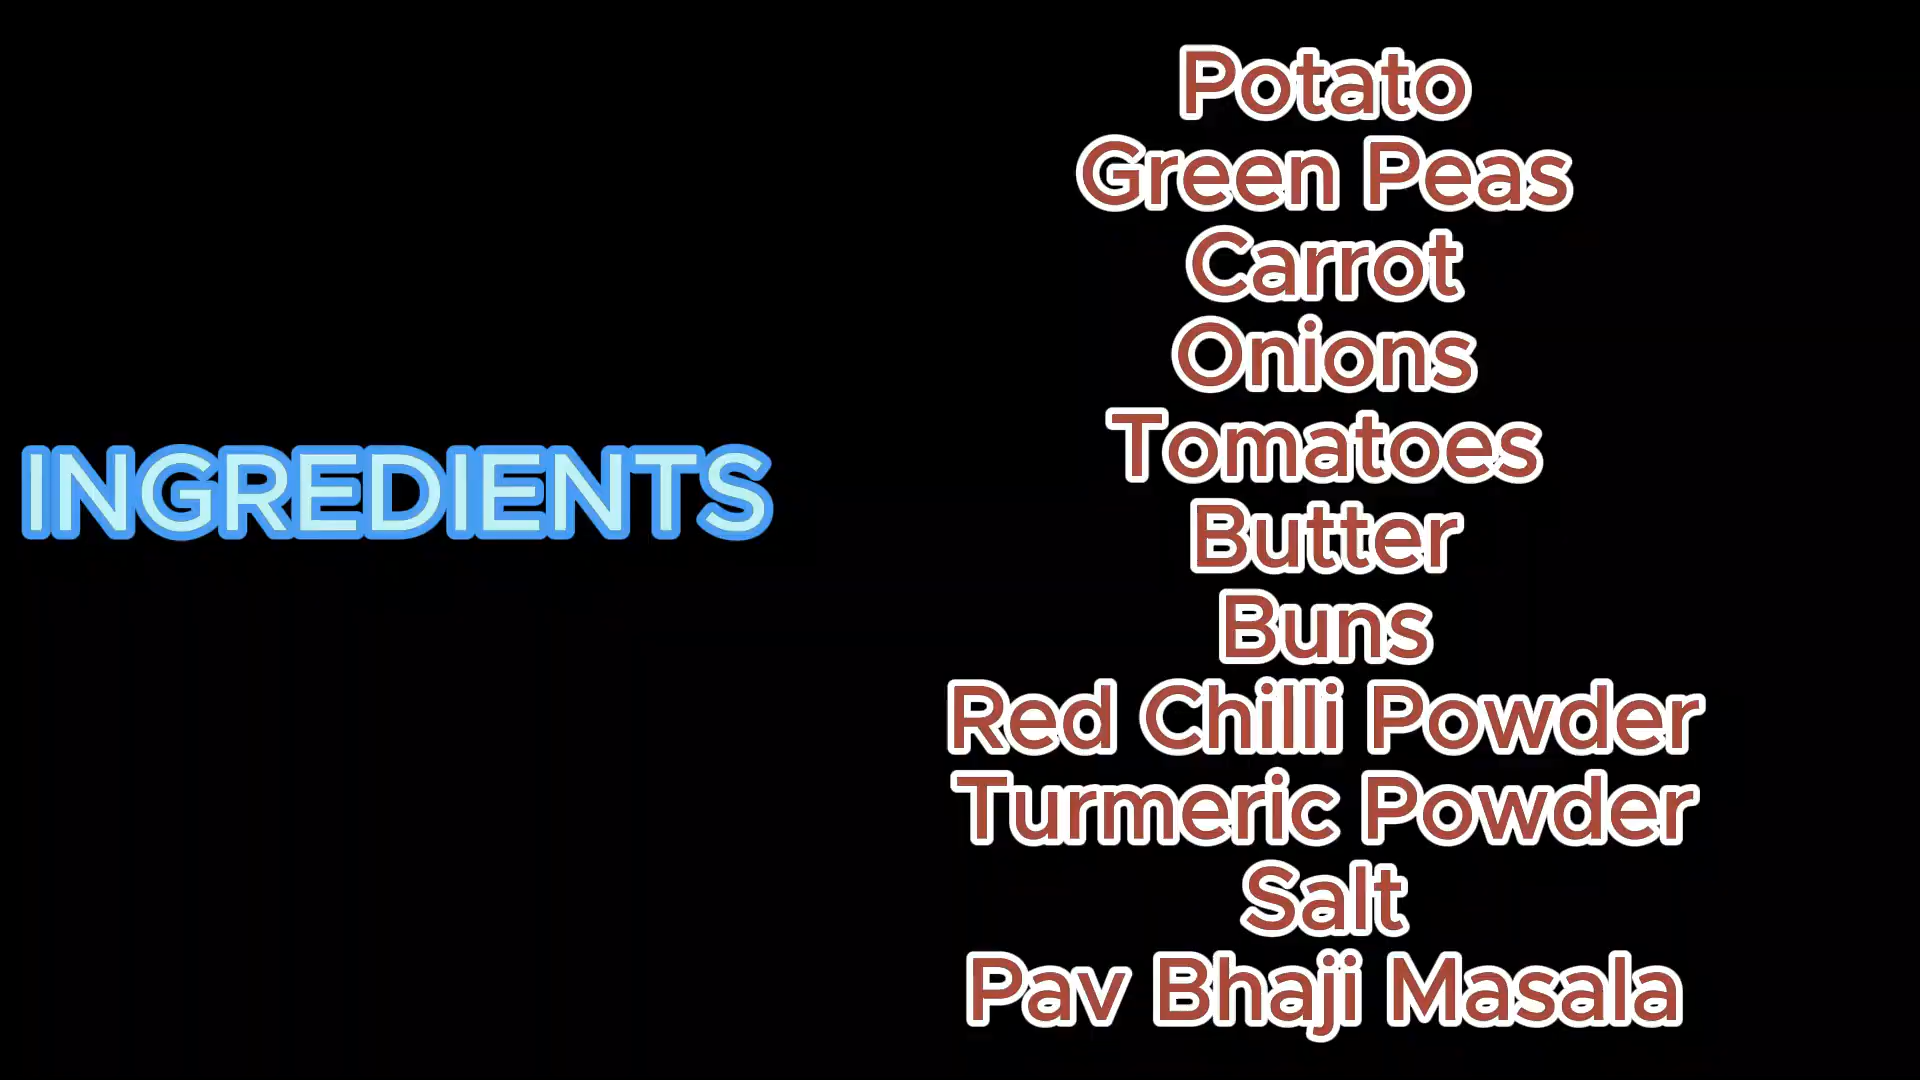 INGREDIENTS
Potato
Green Peas
Carrot
Onions
Tomatoes
Butter
Buns
Red Chilli Powder
Turmeric Powder
Salt
Pav Bhaji Masala